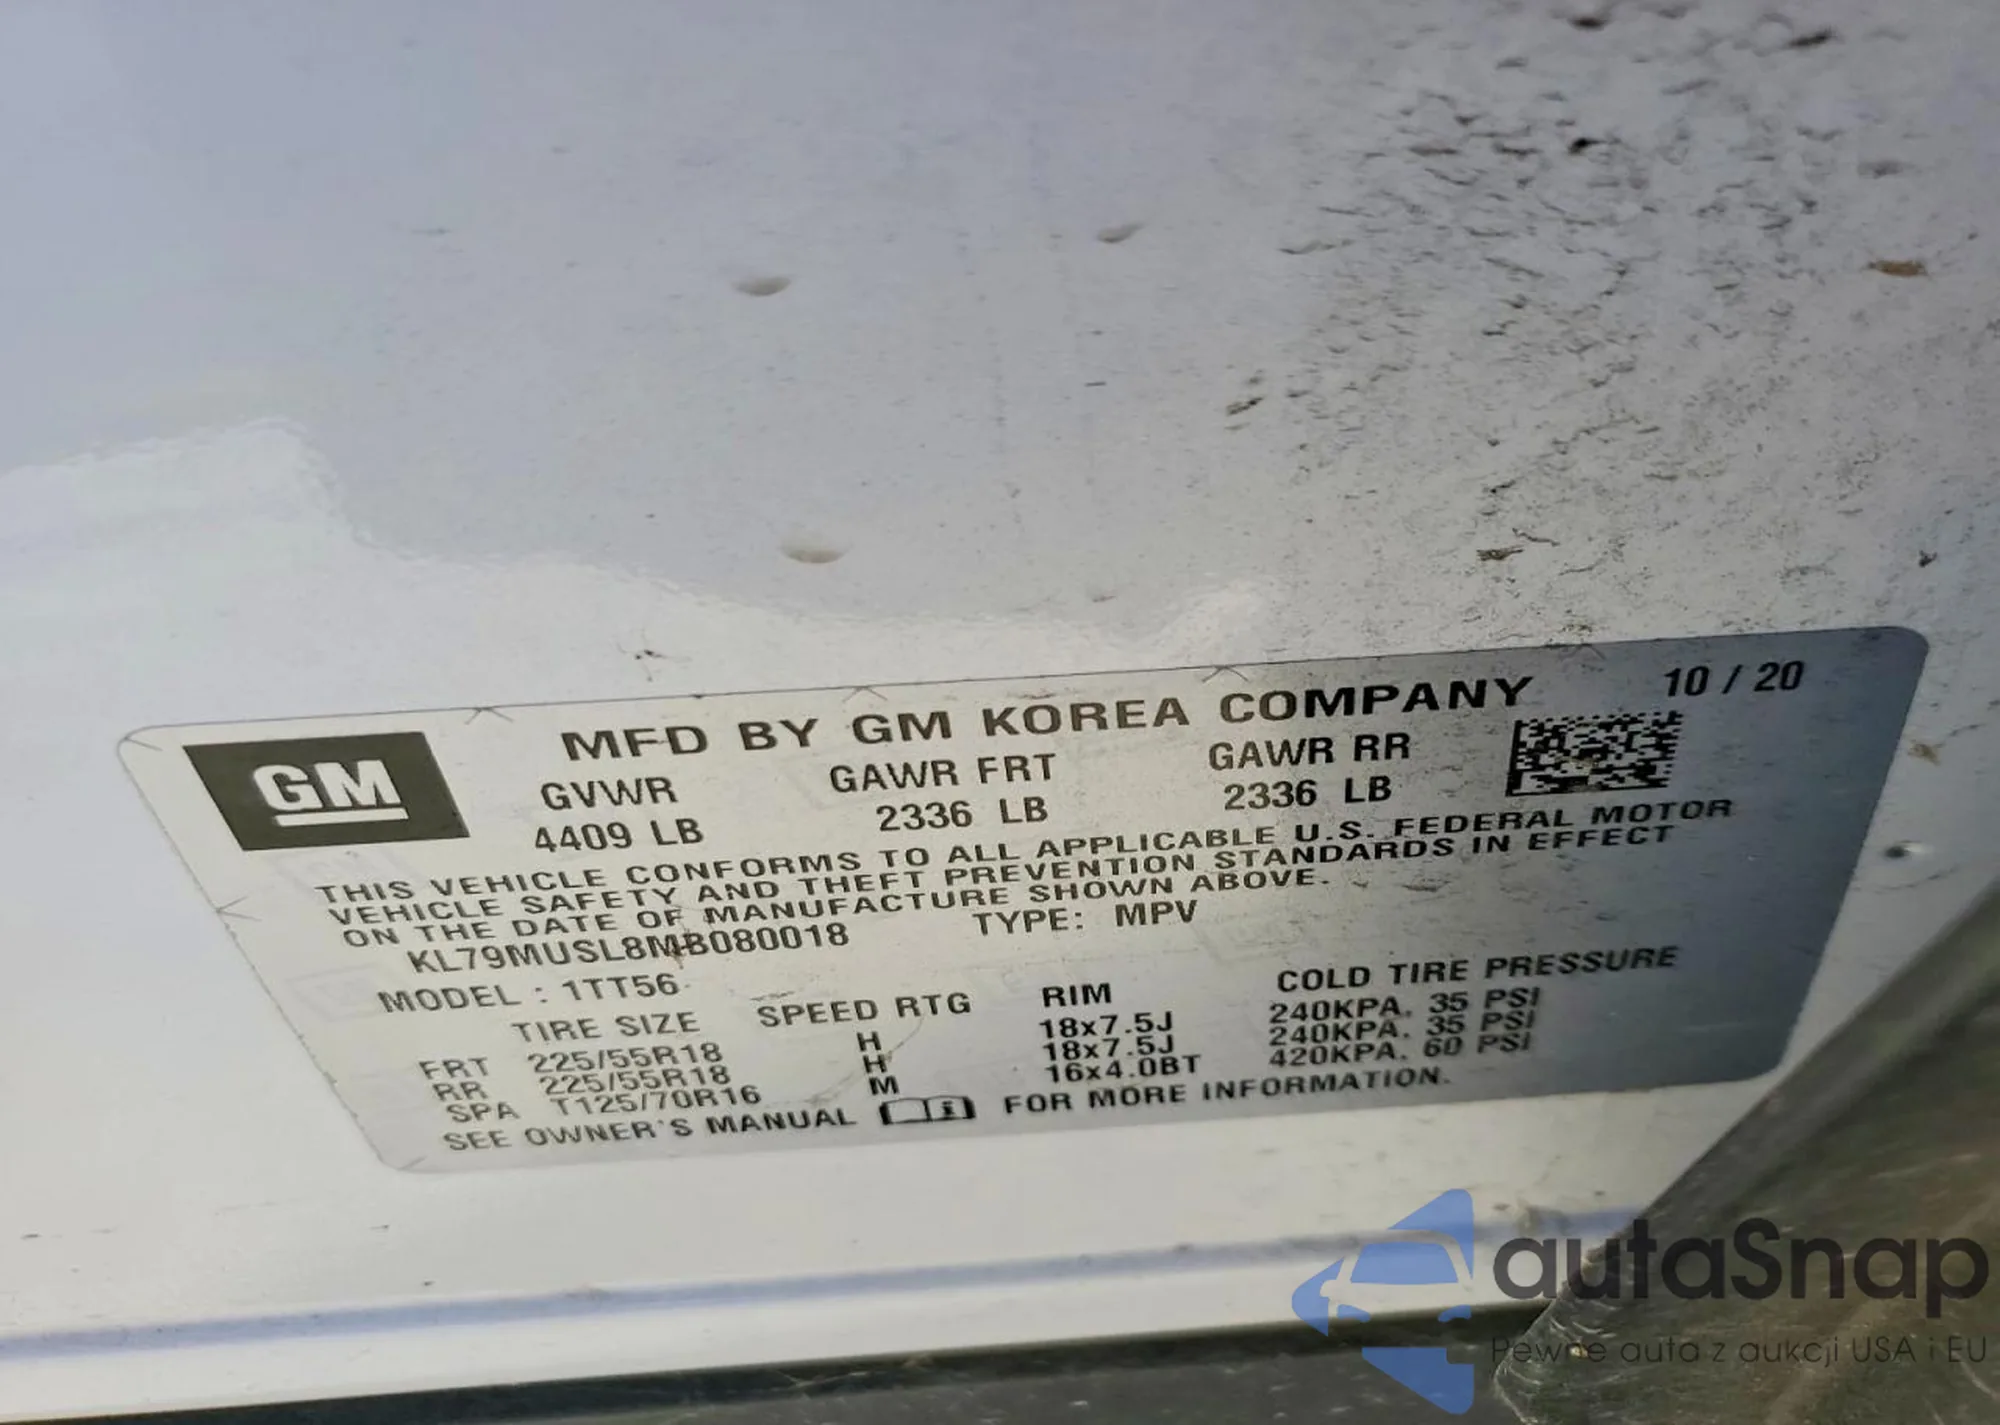 MFD BY GM KOREA COMPANY 10 / 20
GM
GVWR GAWR FRT GAWR RR
4409 LB 2336 LB 2336 LB
THIS VEHICLE CONFORMS TO ALL APPLICABLE U.S. FEDERAL MOTOR
VEHICLE SAFETY AND THEFT PREVENTION STANDARDS IN EFFECT
ON THE DATE OF MANUFACTURE SHOWN ABOVE.
KL79MUSL8MB080018 TYPE: MPV
MODEL : 1TT56
TIRE SIZE SPEED RTG RIM COLD TIRE PRESSURE
FRT 225/55R18 H 18x7.5J 240KPA. 35 PSI
RR 225/55R18 H 18x7.5J 240KPA. 35 PSI
SPA T125/70R16 M 16x4.0BT 420KPA. 60 PSI
SEE OWNER'S MANUAL FOR MORE INFORMATION.
autaSnap
Pewne auta z aukcji USA i EU